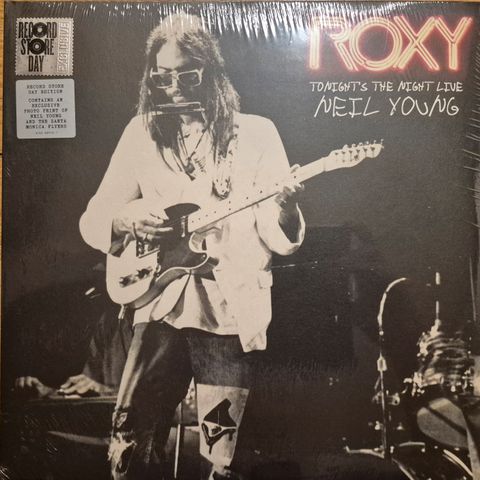 RECORD
STORE
DAY
RECORD STORE
DAY EDITION
CONTAINS AN
EXCLUSIVE
PHOTO PRINT OF
NEIL YOUNG
AND THE SANTA
MONICA FLYERS
ROXY
TONIGHT'S THE NIGHT LIVE
NEIL YOUNG